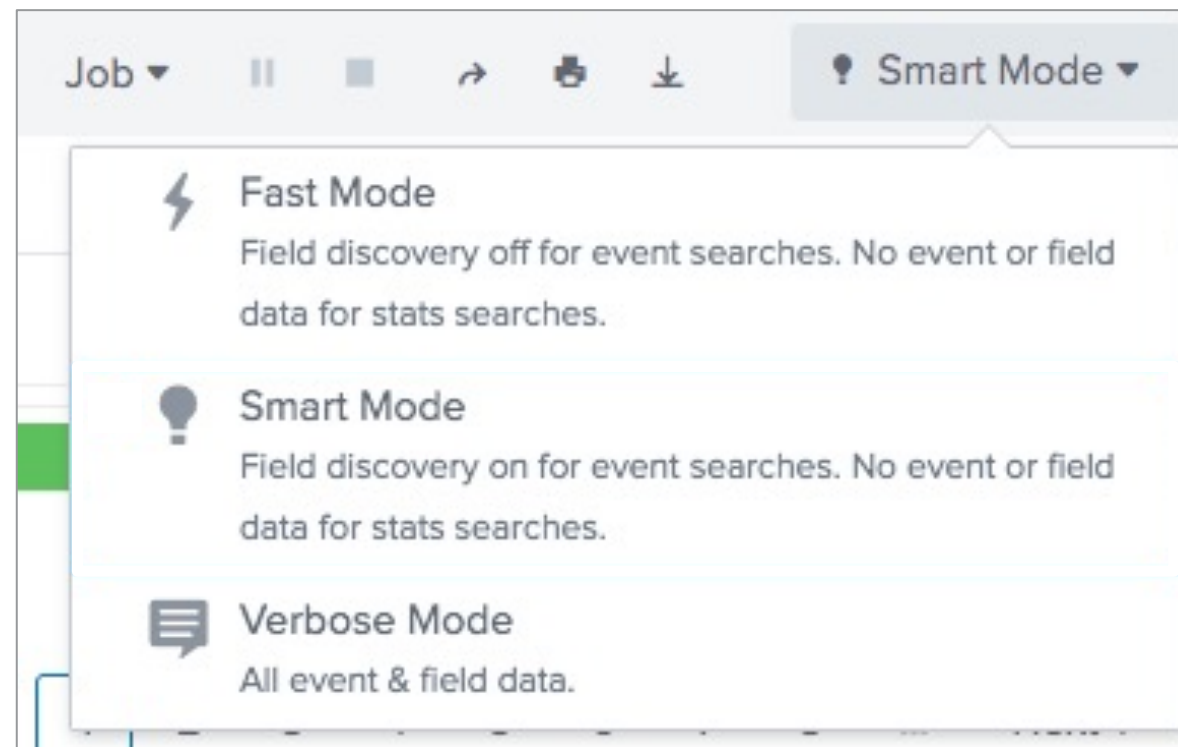 Job
Smart Mode
Fast Mode
Field discovery off for event searches. No event or field
data for stats searches.
Smart Mode
Field discovery on for event searches. No event or field
data for stats searches.
Verbose Mode
All event & field data.